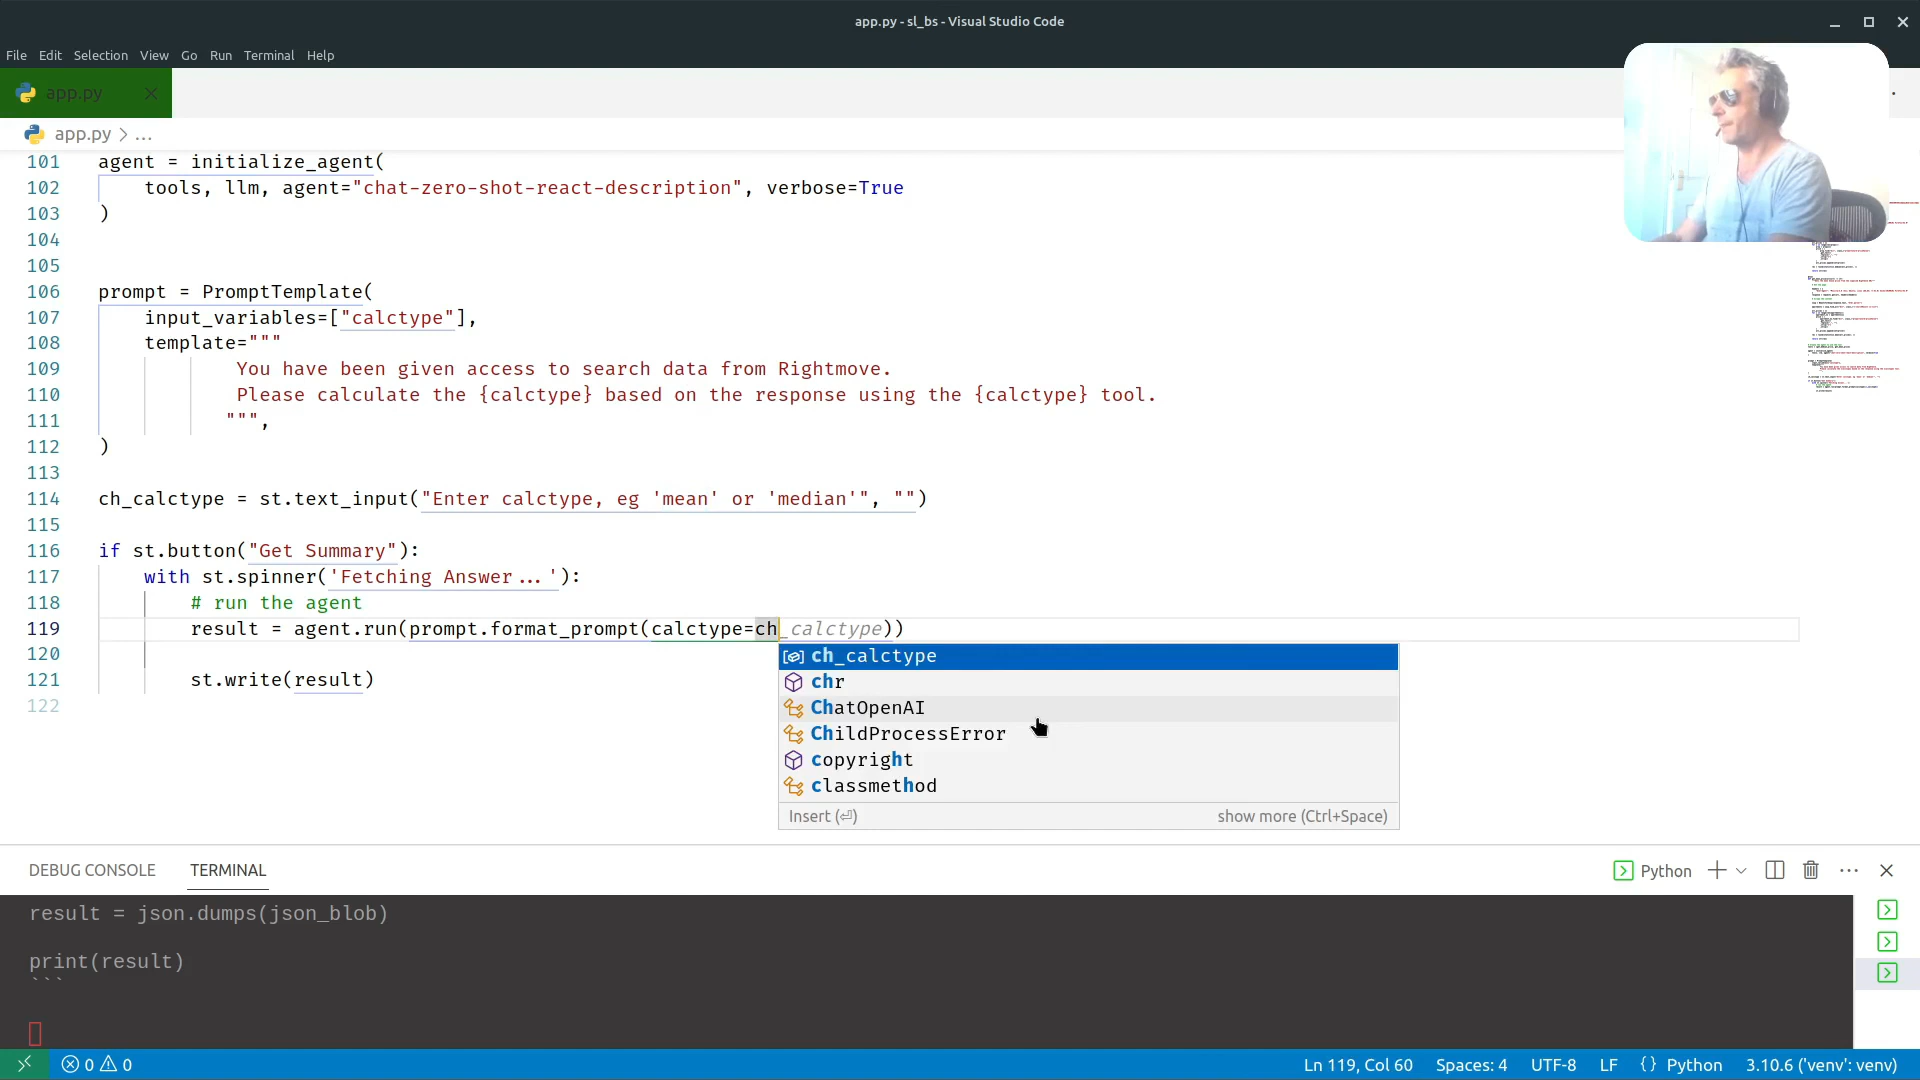 app.py - sl_bs - Visual Studio Code
File Edit Selection View Go Run Terminal Help
app.py
app.py > ...
101 agent = initialize_agent(
102 tools, llm, agent="chat-zero-shot-react-description", verbose=True
103 )
104
105
106 prompt = PromptTemplate(
107 input_variables=["calctype"],
108 template="""
109 You have been given access to search data from Rightmove.
110 Please calculate the {calctype} based on the response using the {calctype} tool.
111 """,
112 )
113
114 ch_calctype = st.text_input("Enter calctype, eg 'mean' or 'median'", "")
115
116 if st.button("Get Summary"):
117 with st.spinner('Fetching Answer...'):
118 # run the agent
119 result = agent.run(prompt.format_prompt(calctype=ch_calctype))
120
121 st.write(result)
122
ch_calctype
chr
ChatOpenAI
ChildProcessError
copyright
classmethod
Insert (⏎) show more (Ctrl+Space)
DEBUG CONSOLE TERMINAL
Python
result = json.dumps(json_blob)
print(result)
```
0 0 Ln 119, Col 60 Spaces: 4 UTF-8 LF {} Python 3.10.6 ('venv': venv)